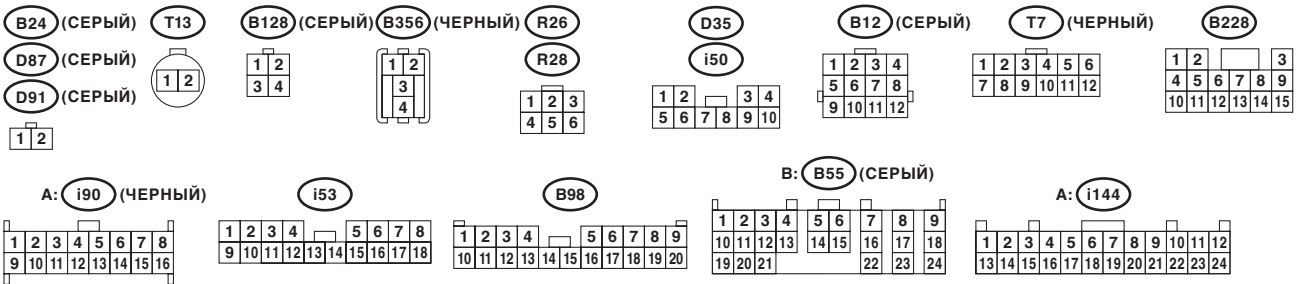 B24 (СЕРЫЙ) T13 B128 (СЕРЫЙ) B356 (ЧЕРНЫЙ) R26 D35 B12 (СЕРЫЙ) T7 (ЧЕРНЫЙ) B228
D87 (СЕРЫЙ) R28 i50
D91 (СЕРЫЙ)
1 2
1 2
1 2
3 4
1 2
3
4
1 2 3
4 5 6
1 2 3 4
5 6 7 8 9 10
1 2 3 4
5 6 7 8
9 10 11 12
1 2 3 4 5 6
7 8 9 10 11 12
1 2 3
4 5 6 7 8 9
10 11 12 13 14 15
A: i90 (ЧЕРНЫЙ) i53 B98 B: B55 (СЕРЫЙ) A: i144
1 2 3 4 5 6 7 8
9 10 11 12 13 14 15 16
1 2 3 4 5 6 7 8
9 10 11 12 13 14 15 16 17 18
1 2 3 4 5 6 7 8 9
10 11 12 13 14 15 16 17 18 19 20
1 2 3 4 5 6 7 8 9
10 11 12 13 14 15 16 17 18
19 20 21 22 23 24
1 2 3 4 5 6 7 8 9 10 11 12
13 14 15 16 17 18 19 20 21 22 23 24